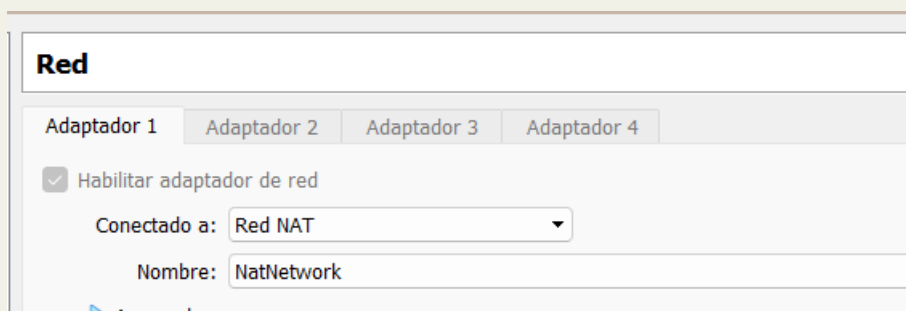 Red
Adaptador 1 Adaptador 2 Adaptador 3 Adaptador 4
Habilitar adaptador de red
Conectado a: Red NAT
Nombre: NatNetwork